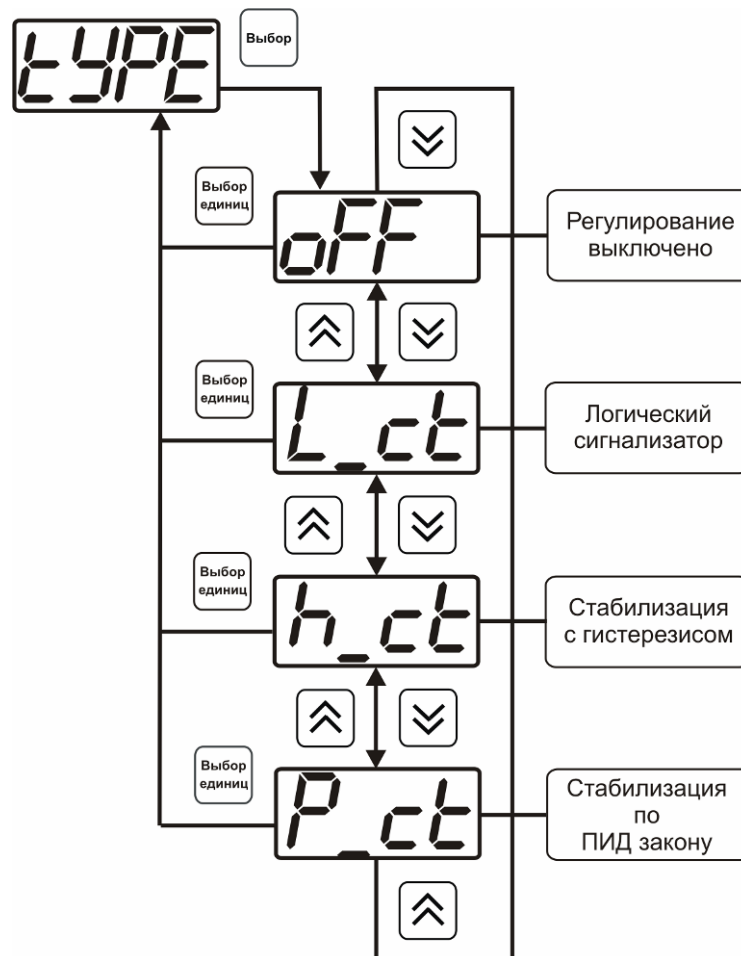 tYPE
Выбор
Выбор
единиц
oFF
Регулирование
выключено
Выбор
единиц
L_ct
Логический
сигнализатор
Выбор
единиц
h_ct
Стабилизация
с гистерезисом
Выбор
единиц
P_ct
Стабилизация
по
ПИД закону